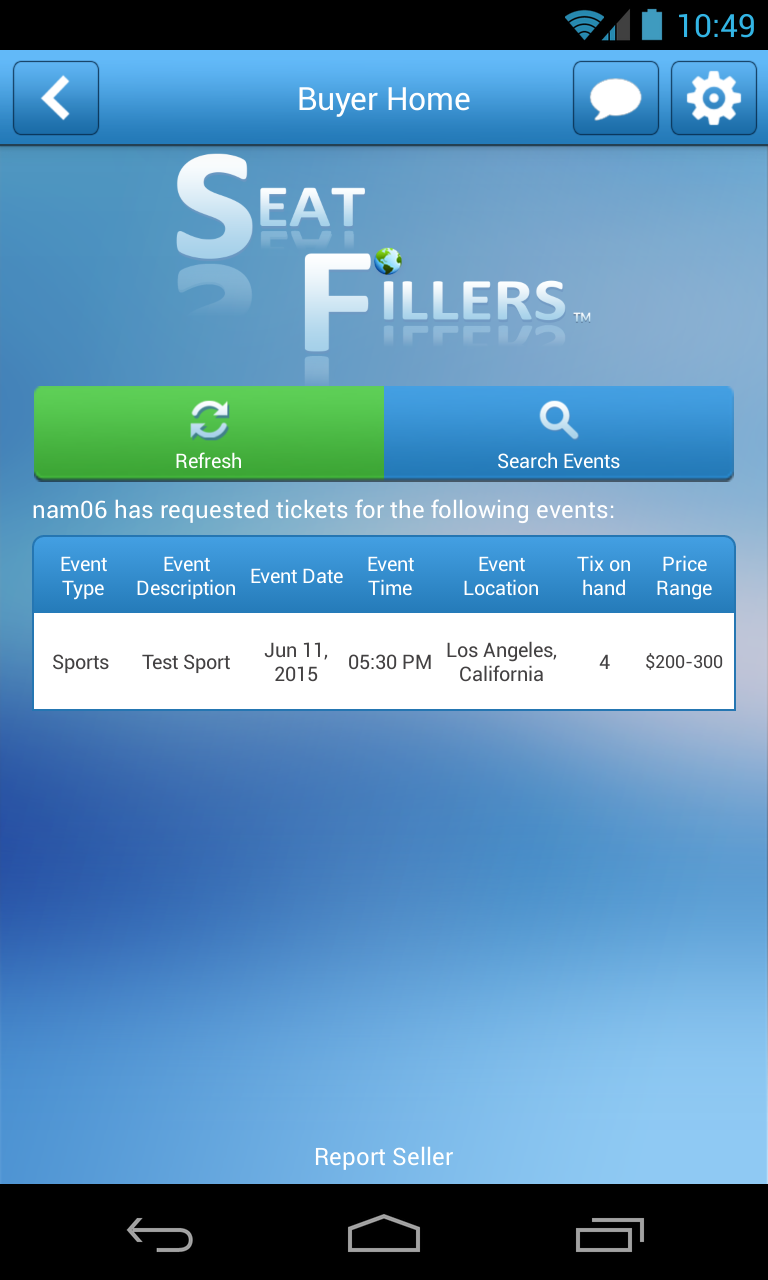 10:49
Buyer Home
SEAT
FILLERS ™
Refresh
Search Events
nam06 has requested tickets for the following events:
Event Type
Event Description
Event Date
Event Time
Event Location
Tix on hand
Price Range
Sports
Test Sport
Jun 11, 2015
05:30 PM
Los Angeles, California
4
$200-300
Report Seller